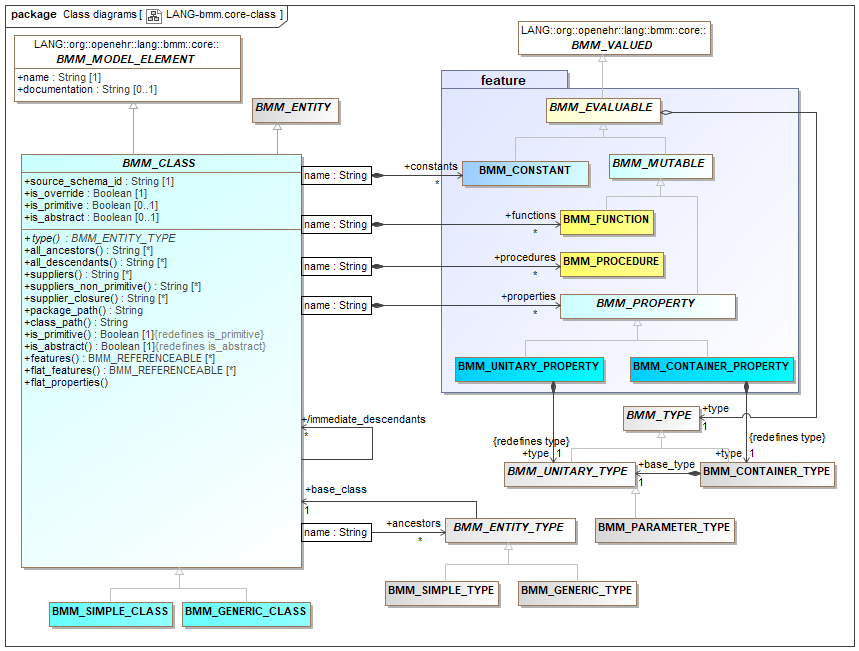 package Class diagrams [ LANG-bmm.core-class ]
LANG::org::openehr::lang::bmm::core::
BMM_MODEL_ELEMENT
+name : String [1]
+documentation : String [0..1]
BMM_ENTITY
LANG::org::openehr::lang::bmm::core::
BMM_VALUED
feature
BMM_EVALUABLE
BMM_CONSTANT
BMM_MUTABLE
BMM_FUNCTION
BMM_PROCEDURE
BMM_PROPERTY
BMM_UNITARY_PROPERTY
BMM_CONTAINER_PROPERTY
BMM_CLASS
+source_schema_id : String [1]
+is_override : Boolean [1]
+is_primitive : Boolean [0..1]
+is_abstract : Boolean [0..1]
+type() : BMM_ENTITY_TYPE
+all_ancestors() : String [*]
+all_descendants() : String [*]
+suppliers() : String [*]
+suppliers_non_primitive() : String [*]
+supplier_closure() : String [*]
+package_path() : String
+class_path() : String
+is_primitive() : Boolean [1]{redefines is_primitive}
+is_abstract() : Boolean [1]{redefines is_abstract}
+features() : BMM_REFERENCEABLE [*]
+flat_features() : BMM_REFERENCEABLE [*]
+flat_properties()
name : String
+constants
*
name : String
+functions
*
name : String
+procedures
*
name : String
+properties
*
+/immediate_descendants
*
+base_class
1
name : String
+ancestors
*
BMM_TYPE
+type
1
{redefines type}
+type 1
{redefines type}
+type 1
BMM_UNITARY_TYPE
+base_type
1
BMM_CONTAINER_TYPE
BMM_ENTITY_TYPE
BMM_PARAMETER_TYPE
BMM_SIMPLE_TYPE
BMM_GENERIC_TYPE
BMM_SIMPLE_CLASS
BMM_GENERIC_CLASS